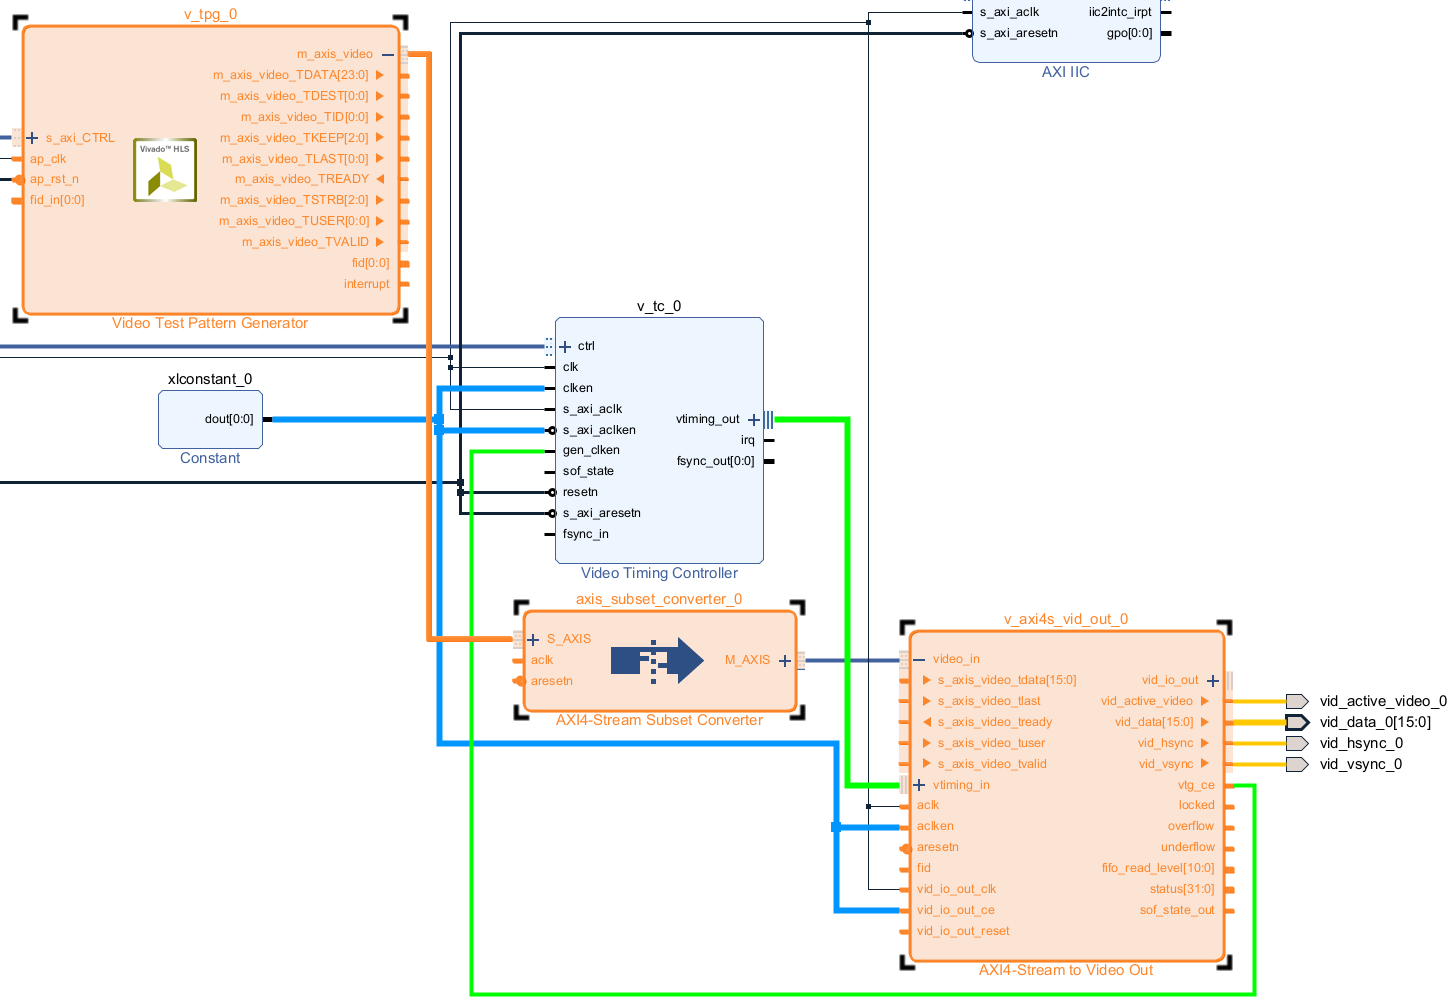 v_tpg_0
m_axis_video
m_axis_video_TDATA[23:0]
m_axis_video_TDEST[0:0]
m_axis_video_TID[0:0]
s_axi_CTRL
m_axis_video_TKEEP[2:0]
ap_clk
m_axis_video_TLAST[0:0]
ap_rst_n
m_axis_video_TREADY
fid_in[0:0]
m_axis_video_TSTRB[2:0]
m_axis_video_TUSER[0:0]
m_axis_video_TVALID
fid[0:0]
interrupt
Vivado™ HLS
Video Test Pattern Generator
s_axi_aclk
iic2intc_irpt
s_axi_aresetn
gpo[0:0]
AXI IIC
v_tc_0
ctrl
clk
clken
s_axi_aclk
s_axi_aclken
gen_clken
sof_state
resetn
s_axi_aresetn
fsync_in
vtiming_out
irq
fsync_out[0:0]
Video Timing Controller
xlconstant_0
dout[0:0]
Constant
axis_subset_converter_0
S_AXIS
aclk
aresetn
M_AXIS
AXI4-Stream Subset Converter
v_axi4s_vid_out_0
video_in
s_axis_video_tdata[15:0]
s_axis_video_tlast
s_axis_video_tready
s_axis_video_tuser
s_axis_video_tvalid
vtiming_in
aclk
aclken
aresetn
fid
vid_io_out_clk
vid_io_out_ce
vid_io_out_reset
vid_io_out
vid_active_video
vid_data[15:0]
vid_hsync
vid_vsync
vtg_ce
locked
overflow
underflow
fifo_read_level[10:0]
status[31:0]
sof_state_out
AXI4-Stream to Video Out
vid_active_video_0
vid_data_0[15:0]
vid_hsync_0
vid_vsync_0